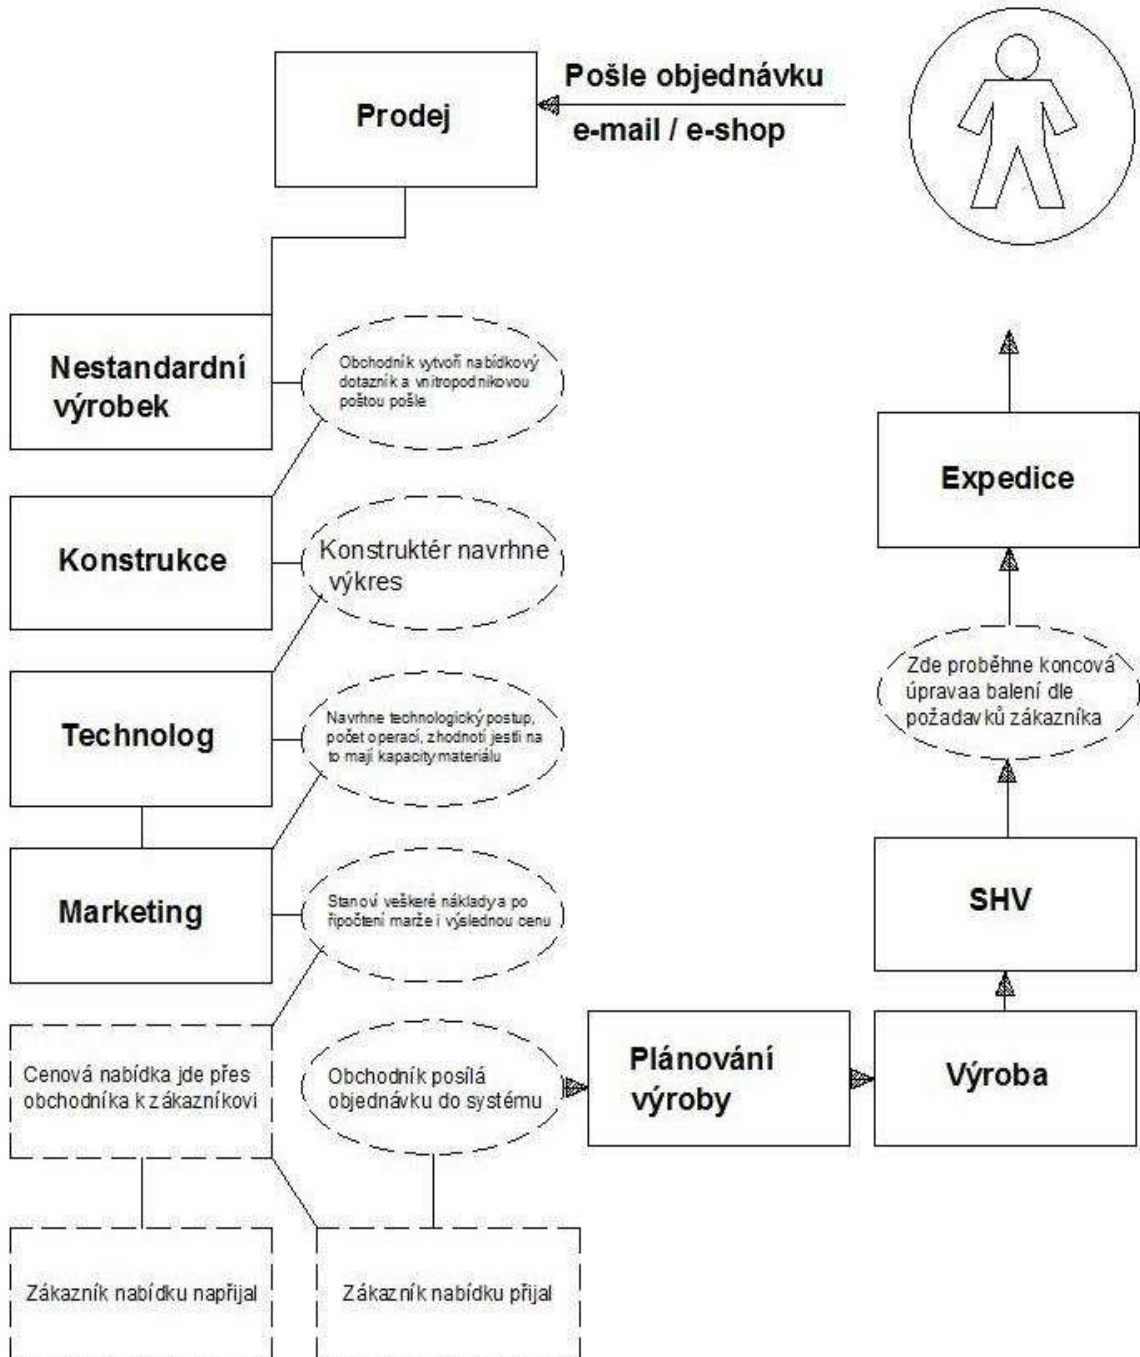 Prodej
Pošle objednávku
e-mail / e-shop
Nestandardní
výrobek
Obchodník vytvoří nabídkový
dotazník a vnitropodnikovou
poštou pošle
Expedice
Konstrukce
Konstruktér navrhne
výkres
Zde proběhne koncová
úpravaa balení dle
požadavků zákazníka
Technolog
Navrhne technologický postup,
počet operací, zhodnotí jestli na
to mají kapacity materiálu
Marketing
Stanoví veškeré náklady a po
řipočtení marže i výslednou cenu
SHV
Cenová nabídka jde přes
obchodníka k zákazníkovi
Obchodník posílá
objednávku do systému
Plánování
výroby
Výroba
Zákazník nabídku napřijal
Zákazník nabídku přijal